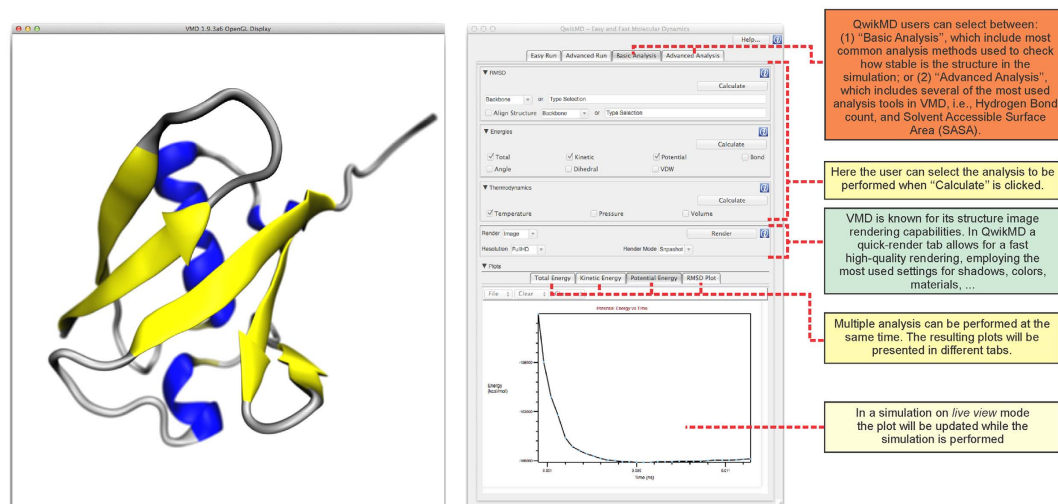 VMD 1.9.3a6 OpenGL Display
QwikMD - Easy and Fast Molecular Dynamics
Help...
Easy Run Advanced Run Basic Analysis Advanced Analysis
RMSD
Calculate
Backbone or Type Selection
Align Structure Backbone or Type Selection
Energies
Calculate
Total Kinetic Potential Bond
Angle Dihedral VDW
Thermodynamics
Calculate
Temperature Pressure Volume
Render Image Render
Resolution FullHD Render Mode Snpashot
Plots
Total Energy Kinetic Energy Potential Energy RMSD Plot
File Clear
Potential Energy vs Time
Energy
(kcal/mol)
Time (ns)
QwikMD users can select between:
(1) “Basic Analysis”, which include most
common analysis methods used to check
how stable is the structure in the
simulation; or (2) “Advanced Analysis”,
which includes several of the most used
analysis tools in VMD, i.e., Hydrogen Bond
count, and Solvent Accessible Surface
Area (SASA).
Here the user can select the analysis to be
performed when “Calculate” is clicked.
VMD is known for its structure image
rendering capabilities. In QwikMD a
quick-render tab allows for a fast
high-quality rendering, employing the
most used settings for shadows, colors,
materials, ...
Multiple analysis can be performed at the
same time. The resulting plots will be
presented in different tabs.
In a simulation on live view mode
the plot will be updated while the
simulation is performed